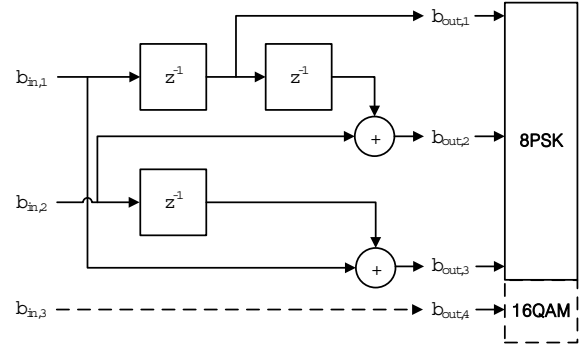 b_out,1
z^-1
z^-1
b_in,1
+
b_out,2
8PSK
z^-1
b_in,2
+
b_out,3
b_in,3
b_out,4
16QAM